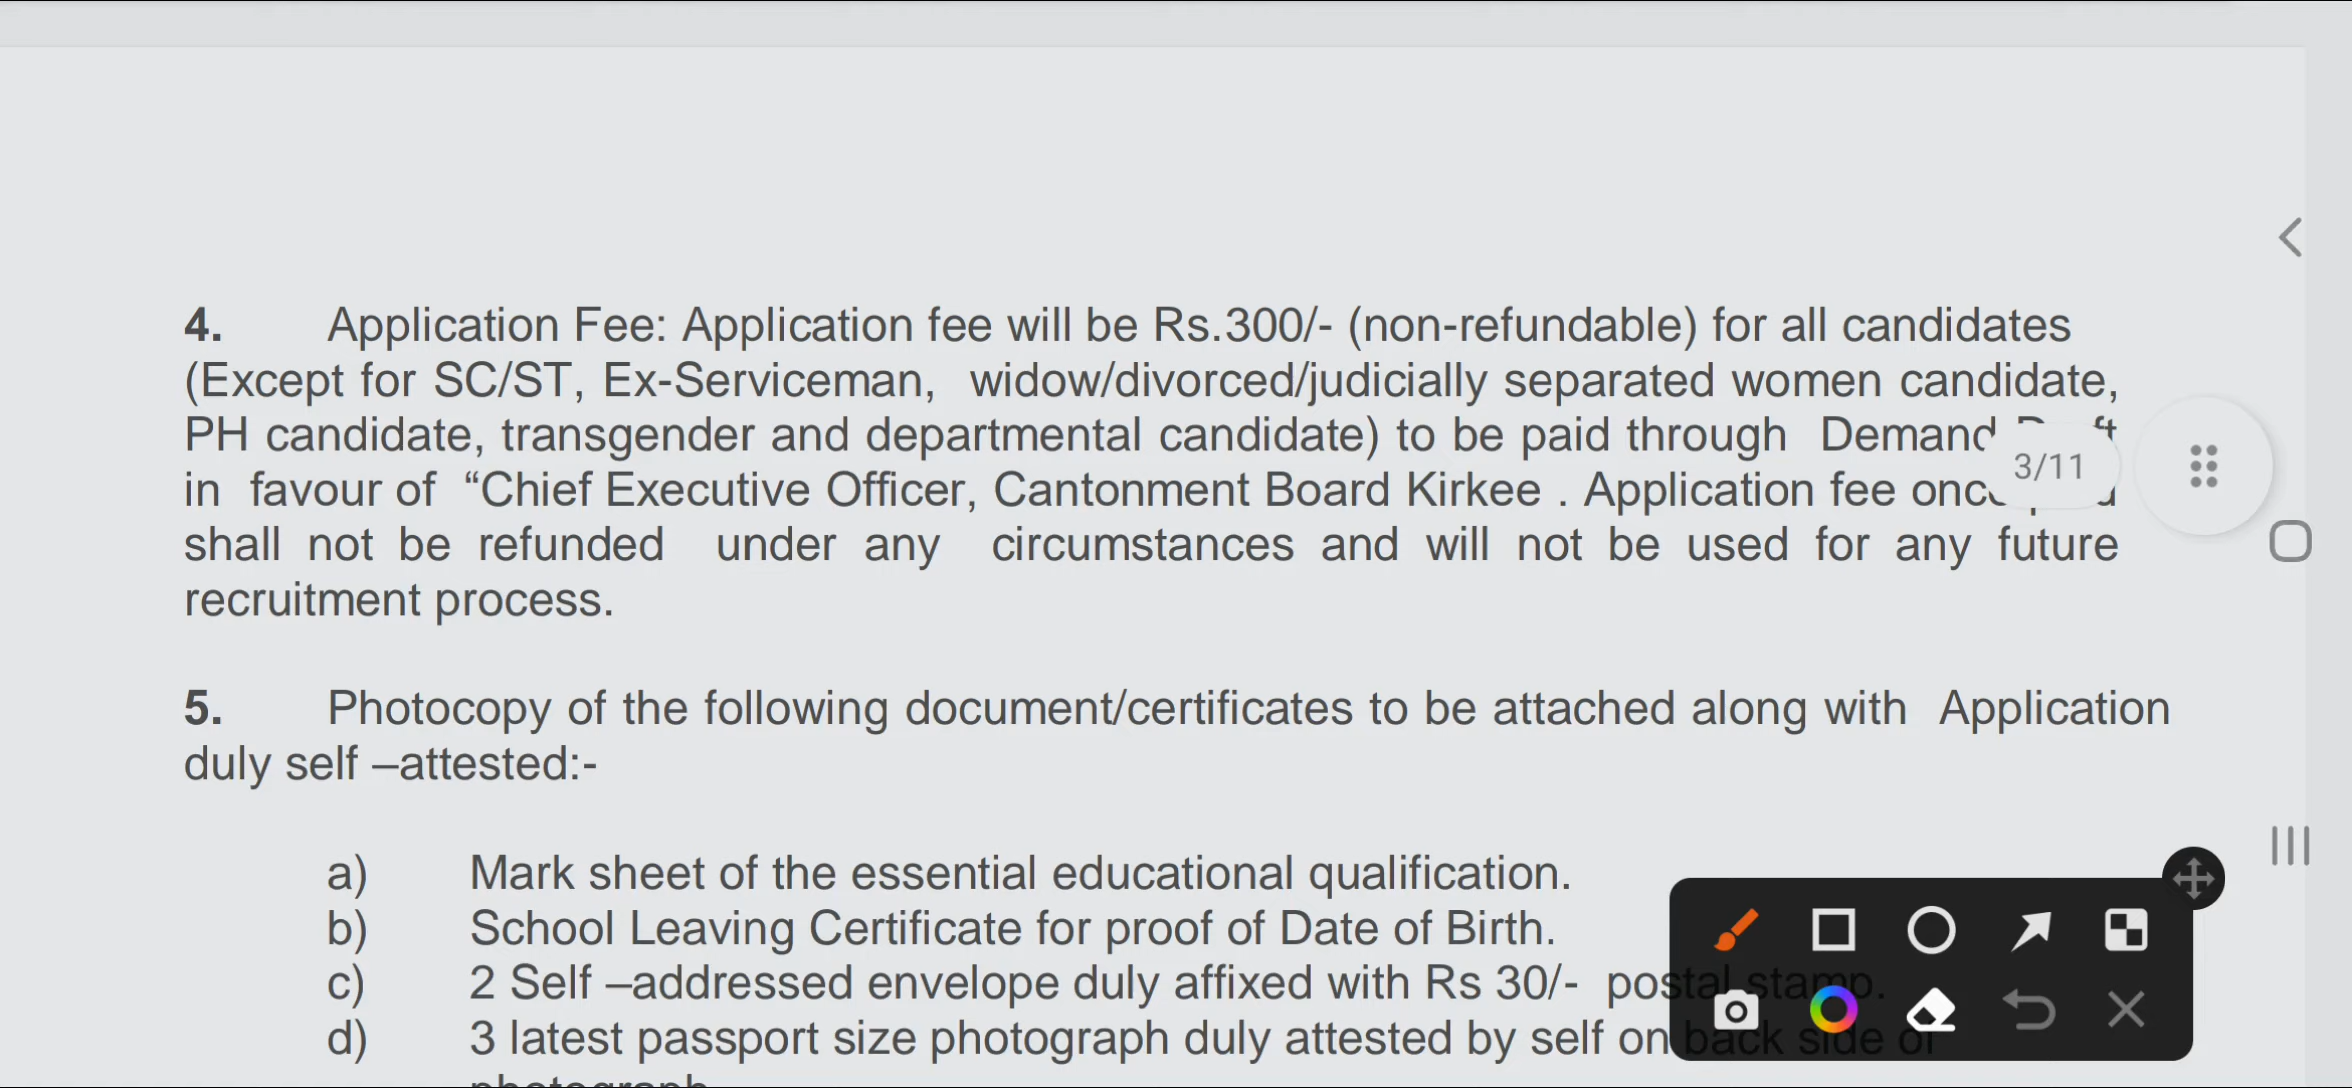 4. Application Fee: Application fee will be Rs.300/- (non-refundable) for all candidates
(Except for SC/ST, Ex-Serviceman, widow/divorced/judicially separated women candidate,
PH candidate, transgender and departmental candidate) to be paid through Demand
in favour of “Chief Executive Officer, Cantonment Board Kirkee . Application fee
3/11
shall not be refunded under any circumstances and will not be used for any future
recruitment process.
5. Photocopy of the following document/certificates to be attached along with Application
duly self –attested:-
a) Mark sheet of the essential educational qualification.
b) School Leaving Certificate for proof of Date of Birth.
c) 2 Self –addressed envelope duly affixed with Rs 30/- postal stamp.
d) 3 latest passport size photograph duly attested by self on back side of